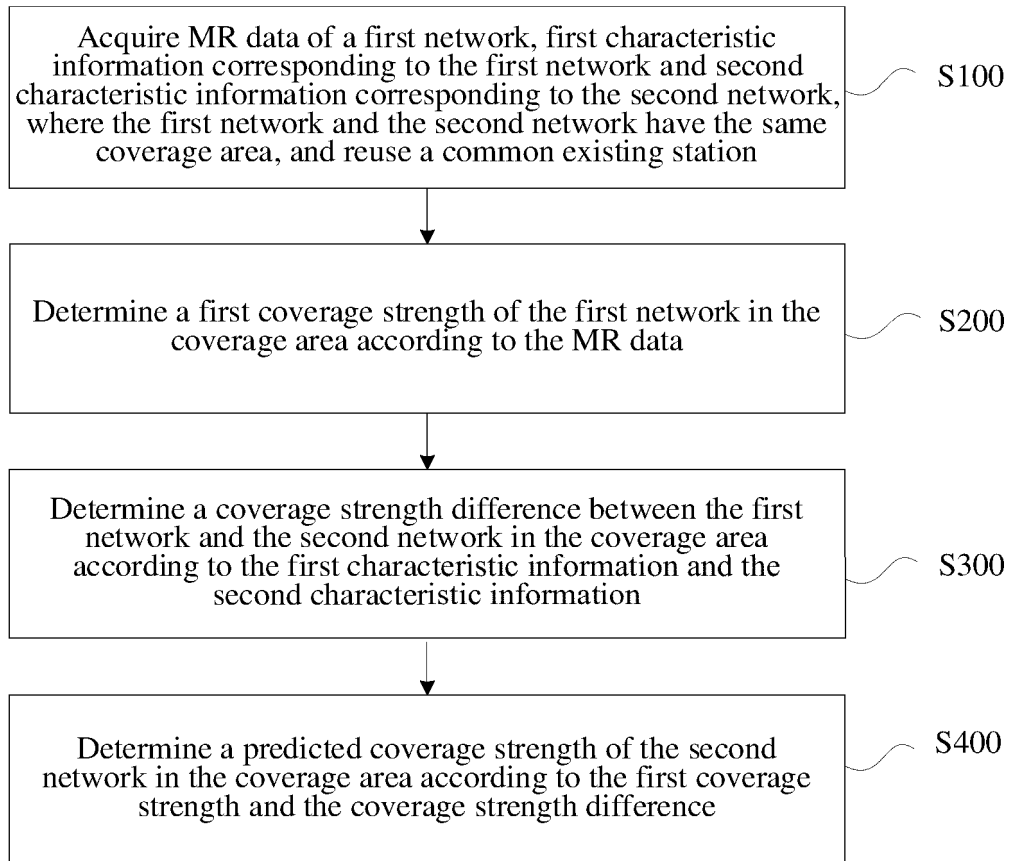 Acquire MR data of a first network, first characteristic
information corresponding to the first network and second
characteristic information corresponding to the second network,
where the first network and the second network have the same
coverage area, and reuse a common existing station
S100
Determine a first coverage strength of the first network in the
coverage area according to the MR data
S200
Determine a coverage strength difference between the first
network and the second network in the coverage area
according to the first characteristic information and the
second characteristic information
S300
Determine a predicted coverage strength of the second
network in the coverage area according to the first coverage
strength and the coverage strength difference
S400